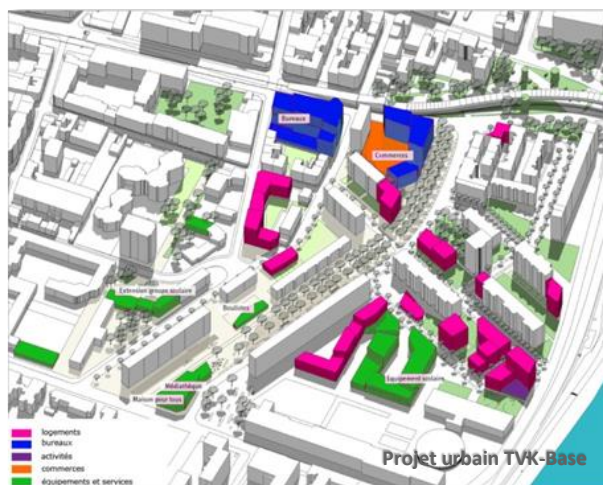 Bureaux
Commerces
Extension groupe scolaire
Boulistes
Médiathèque
Maison pour tous
Equipement scolaire
logements
bureaux
activités
commerces
équipements et services
Projet urbain TVK-Base